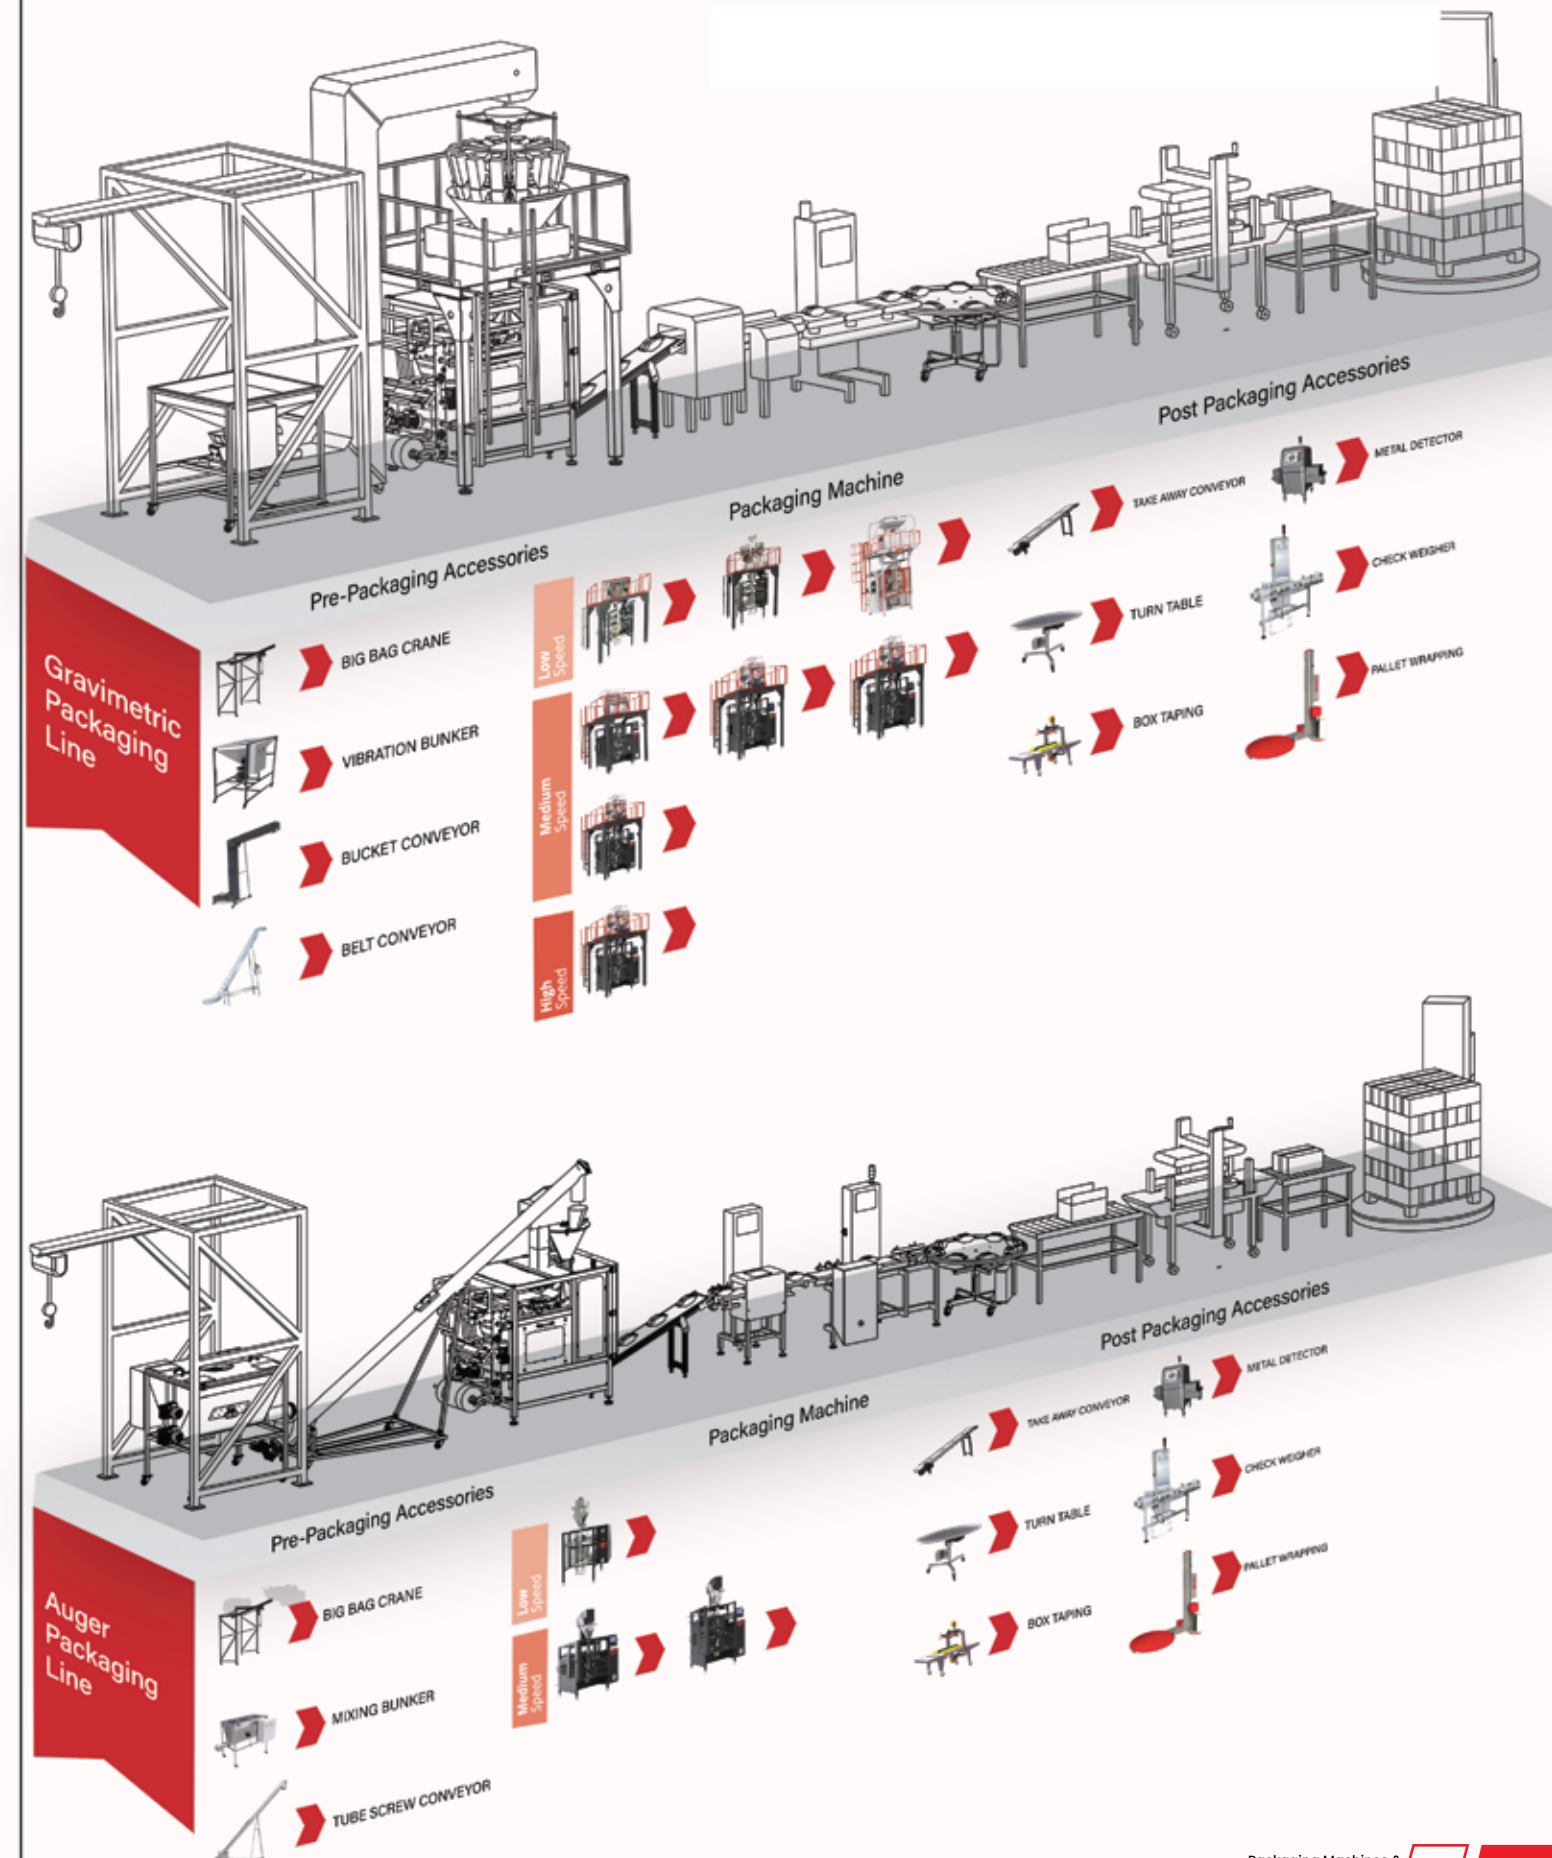 Post Packaging Accessories
Packaging Machine
Pre-Packaging Accessories
Gravimetric
Packaging
Line
BIG BAG CRANE
VIBRATION BUNKER
BUCKET CONVEYOR
BELT CONVEYOR
Low
Speed
Medium
Speed
High
Speed
TAKE AWAY CONVEYOR
TURN TABLE
BOX TAPING
METAL DETECTOR
CHECK WEIGHER
PALLET WRAPPING
Post Packaging Accessories
Packaging Machine
Pre-Packaging Accessories
Auger
Packaging
Line
BIG BAG CRANE
MIXING BUNKER
TUBE SCREW CONVEYOR
Low
Speed
Medium
Speed
TAKE AWAY CONVEYOR
TURN TABLE
BOX TAPING
METAL DETECTOR
CHECK WEIGHER
PALLET WRAPPING
Packaging Machines &